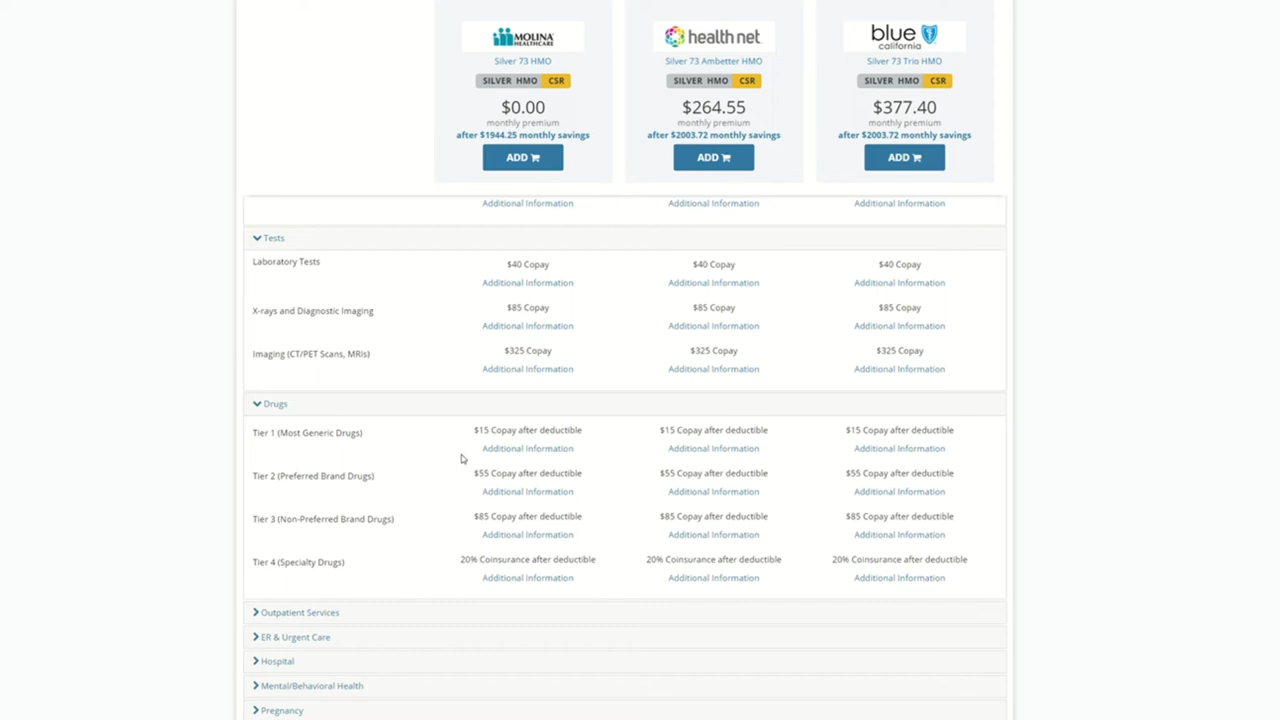 MOLINA HEALTHCARE
health net
blue california
Silver 73 HMO
Silver 73 Ambetter HMO
Silver 73 Trio HMO
SILVER HMO CSR
SILVER HMO CSR
SILVER HMO CSR
$0.00
$264.55
$377.40
monthly premium
monthly premium
monthly premium
after $1944.25 monthly savings
after $2003.72 monthly savings
after $2003.72 monthly savings
ADD
ADD
ADD
Additional Information
Additional Information
Additional Information
Tests
Laboratory Tests
$40 Copay
$40 Copay
$40 Copay
Additional Information
Additional Information
Additional Information
X-rays and Diagnostic Imaging
$85 Copay
$85 Copay
$85 Copay
Additional Information
Additional Information
Additional Information
Imaging (CT/PET Scans, MRIs)
$325 Copay
$325 Copay
$325 Copay
Additional Information
Additional Information
Additional Information
Drugs
Tier 1 (Most Generic Drugs)
$15 Copay after deductible
$15 Copay after deductible
$15 Copay after deductible
Additional Information
Additional Information
Additional Information
Tier 2 (Preferred Brand Drugs)
$55 Copay after deductible
$55 Copay after deductible
$55 Copay after deductible
Additional Information
Additional Information
Additional Information
Tier 3 (Non-Preferred Brand Drugs)
$85 Copay after deductible
$85 Copay after deductible
$85 Copay after deductible
Additional Information
Additional Information
Additional Information
Tier 4 (Specialty Drugs)
20% Coinsurance after deductible
20% Coinsurance after deductible
20% Coinsurance after deductible
Additional Information
Additional Information
Additional Information
Outpatient Services
ER & Urgent Care
Hospital
Mental/Behavioral Health
Pregnancy